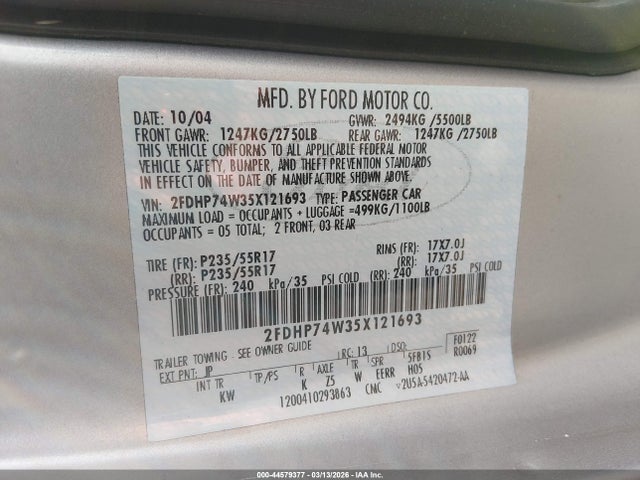 MFD. BY FORD MOTOR CO.
DATE: 10/04 GVWR: 2494KG/5500LB
FRONT GAWR: 1247KG/2750LB REAR GAWR: 1247KG/2750LB
THIS VEHICLE CONFORMS TO ALL APPLICABLE FEDERAL MOTOR
VEHICLE SAFETY, BUMPER, AND THEFT PREVENTION STANDARDS
IN EFFECT ON THE DATE OF MANUFACTURE SHOWN ABOVE.
VIN: 2FDHP74W35X121693 TYPE: PASSENGER CAR
MAXIMUM LOAD = OCCUPANTS + LUGGAGE =499KG/1100LB
OCCUPANTS = 05 TOTAL; 2 FRONT, 03 REAR
TIRE (FR): P235/55R17 RIMS (FR): 17X7.0J
(RR): P235/55R17 (RR): 17X7.0J
PRESSURE (FR): 240 kPa/35 PSI COLD (RR): 240 kPa/35 PSI COLD
2FDHP74W35X121693
TRAILER TOWING - SEE OWNER GUIDE
RC: 13 DSO: F0122
R0069
EXT PNT: JP R AXLE TR SPR 5FB1S
INT TR TP/PS K Z5 W EERR H05
KW 1200410293863 CMC
000-44579377 - 03/13/2026 - IAA Inc.